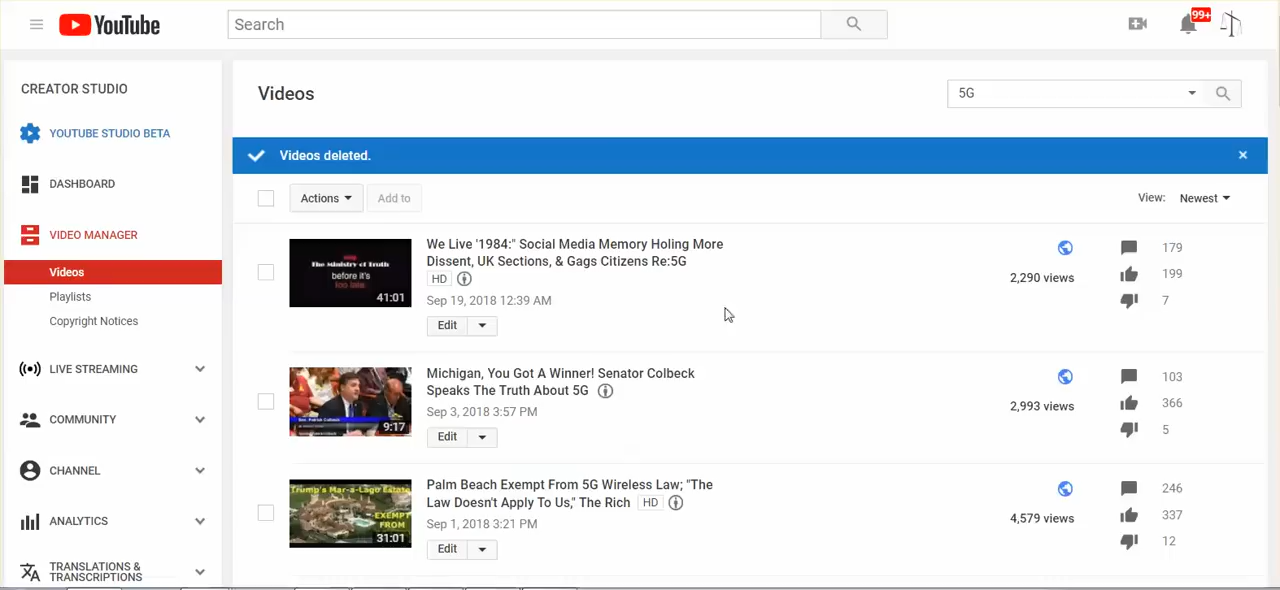 YouTube
Search
99+
CREATOR STUDIO
YOUTUBE STUDIO BETA
DASHBOARD
VIDEO MANAGER
Videos
Playlists
Copyright Notices
LIVE STREAMING
COMMUNITY
CHANNEL
ANALYTICS
TRANSLATIONS &
TRANSCRIPTIONS
Videos
5G
Videos deleted.
Actions
Add to
View: Newest
The Ministry of Truth
before it's
too late
41:01
We Live '1984:" Social Media Memory Holing More
Dissent, UK Sections, & Gags Citizens Re:5G
HD
Sep 19, 2018 12:39 AM
Edit
2,290 views
179
199
7
9:17
Michigan, You Got A Winner! Senator Colbeck
Speaks The Truth About 5G
Sep 3, 2018 3:57 PM
Edit
2,993 views
103
366
5
Trump's Mar-a-Lago Estate
EXEMPT
FROM
31:01
Palm Beach Exempt From 5G Wireless Law; "The
Law Doesn't Apply To Us," The Rich HD
Sep 1, 2018 3:21 PM
Edit
4,579 views
246
337
12